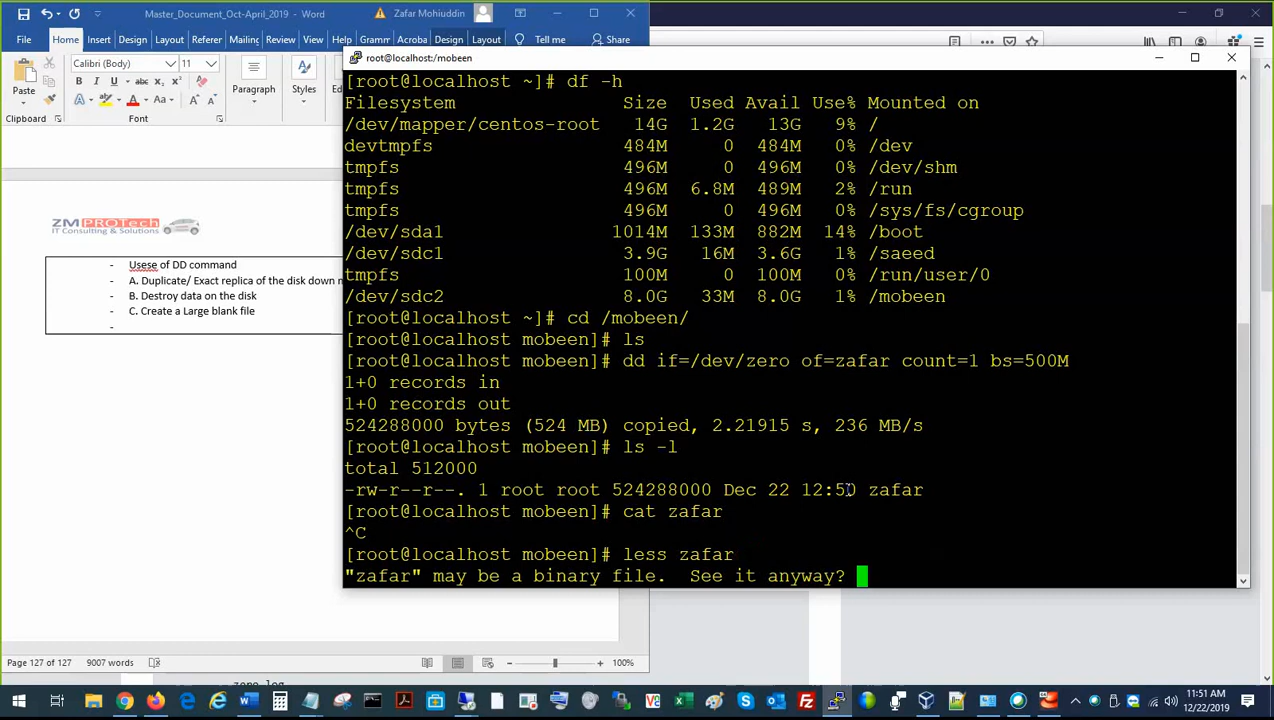 Master_Document_Oct-April_2019 - Word
Zafar Mohiuddin
File Home Insert Design Layout Referer Mailing Review View Help Gramm Acroba Design Layout Tell me Share
Calibri (Body) 11
Paste
Paragraph
Styles
Editing
Clipboard
Font
root@localhost:/mobeen
[root@localhost ~]# df -h
Filesystem Size Used Avail Use% Mounted on
/dev/mapper/centos-root 14G 1.2G 13G 9% /
devtmpfs 484M 0 484M 0% /dev
tmpfs 496M 0 496M 0% /dev/shm
tmpfs 496M 6.8M 489M 2% /run
tmpfs 496M 0 496M 0% /sys/fs/cgroup
/dev/sda1 1014M 133M 882M 14% /boot
/dev/sdc1 3.9G 16M 3.6G 1% /saeed
tmpfs 100M 0 100M 0% /run/user/0
/dev/sdc2 8.0G 33M 8.0G 1% /mobeen
[root@localhost ~]# cd /mobeen/
[root@localhost mobeen]# ls
[root@localhost mobeen]# dd if=/dev/zero of=zafar count=1 bs=500M
1+0 records in
1+0 records out
524288000 bytes (524 MB) copied, 2.21915 s, 236 MB/s
[root@localhost mobeen]# ls -l
total 512000
-rw-r--r--. 1 root root 524288000 Dec 22 12:50 zafar
[root@localhost mobeen]# cat zafar
^C
[root@localhost mobeen]# less zafar
"zafar" may be a binary file.  See it anyway?
ZM PROTech
IT Consulting & Solutions
- Usese of DD command
- A. Duplicate/ Exact replica of the disk down
- B. Destroy data on the disk
- C. Create a Large blank file
-
Page 127 of 127 9007 words
100%
11:51 AM
12/22/2019